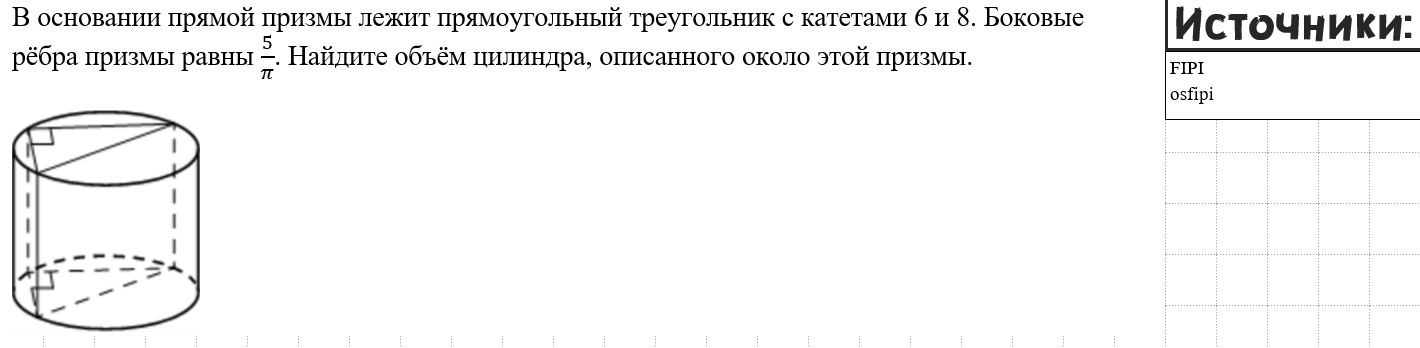 В основании прямой призмы лежит прямоугольный треугольник с катетами 6 и 8. Боковые
рёбра призмы равны 5/π. Найдите объём цилиндра, описанного около этой призмы.
Источники:
FIPI
osfipi